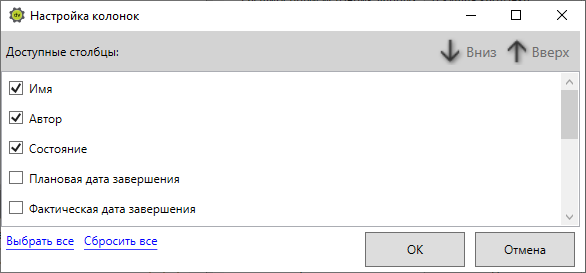 Настройка колонок
Доступные столбцы: Вниз Вверх
Имя
Автор
Состояние
Плановая дата завершения
Фактическая дата завершения
Выбрать все Сбросить все OK Отмена